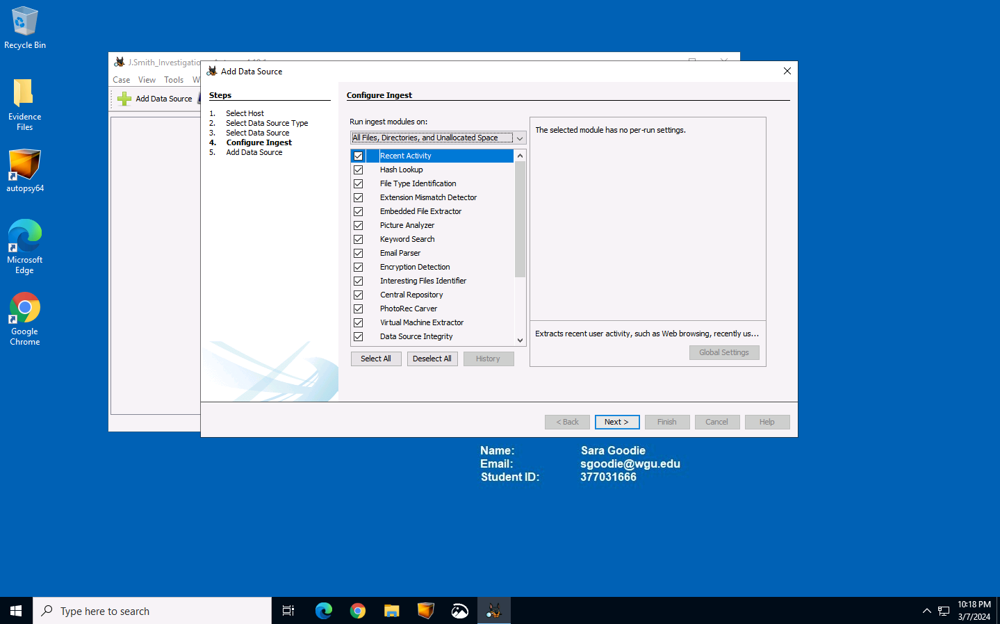 Recycle Bin
Evidence
Files
autopsy64
Microsoft
Edge
Google
Chrome
J.Smith_Investigatio
Case View Tools W
Add Data Source
Add Data Source
Steps
1. Select Host
2. Select Data Source Type
3. Select Data Source
4. Configure Ingest
5. Add Data Source
Configure Ingest
Run ingest modules on:
All Files, Directories, and Unallocated Space
Recent Activity
Hash Lookup
File Type Identification
Extension Mismatch Detector
Embedded File Extractor
Picture Analyzer
Keyword Search
Email Parser
Encryption Detection
Interesting Files Identifier
Central Repository
PhotoRec Carver
Virtual Machine Extractor
Data Source Integrity
Select All Deselect All History
The selected module has no per-run settings.
Extracts recent user activity, such as Web browsing, recently us...
Global Settings
< Back Next > Finish Cancel Help
Name: Sara Goodie
Email: sgoodie@wgu.edu
Student ID: 377031666
Type here to search
10:18 PM
3/7/2024